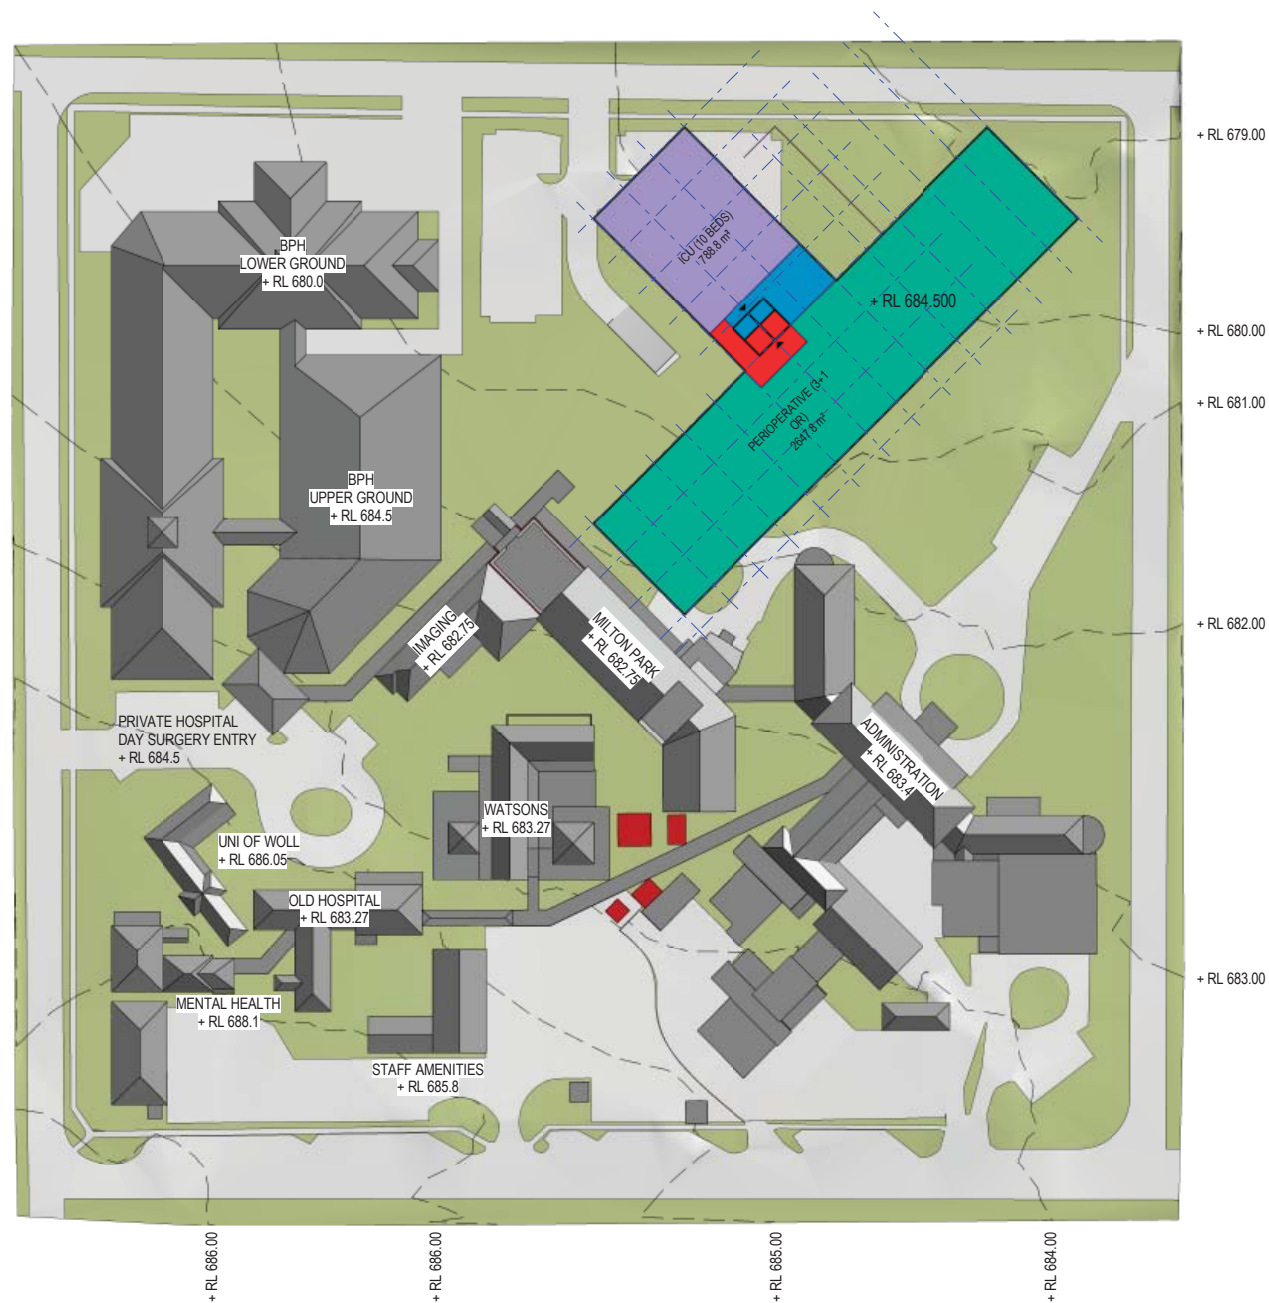 + RL 679.00
ICU (10 BEDS)
788.8 m²
BPH
LOWER GROUND
+ RL 680.0
+ RL 684.500
+ RL 680.00
PERIOPERATIVE (3+1
OR)
2647.8 m²
+ RL 681.00
BPH
UPPER GROUND
+ RL 684.5
IMAGING
+ RL 682.75
MILTON PARK
+ RL 682.75
+ RL 682.00
PRIVATE HOSPITAL
DAY SURGERY ENTRY
+ RL 684.5
ADMINISTRATION
+ RL 683.4
WATSONS
+ RL 683.27
UNI OF WOLL
+ RL 686.05
OLD HOSPITAL
+ RL 683.27
+ RL 683.00
MENTAL HEALTH
+ RL 688.1
STAFF AMENITIES
+ RL 685.8
+ RL 686.00
+ RL 686.00
+ RL 685.00
+ RL 684.00